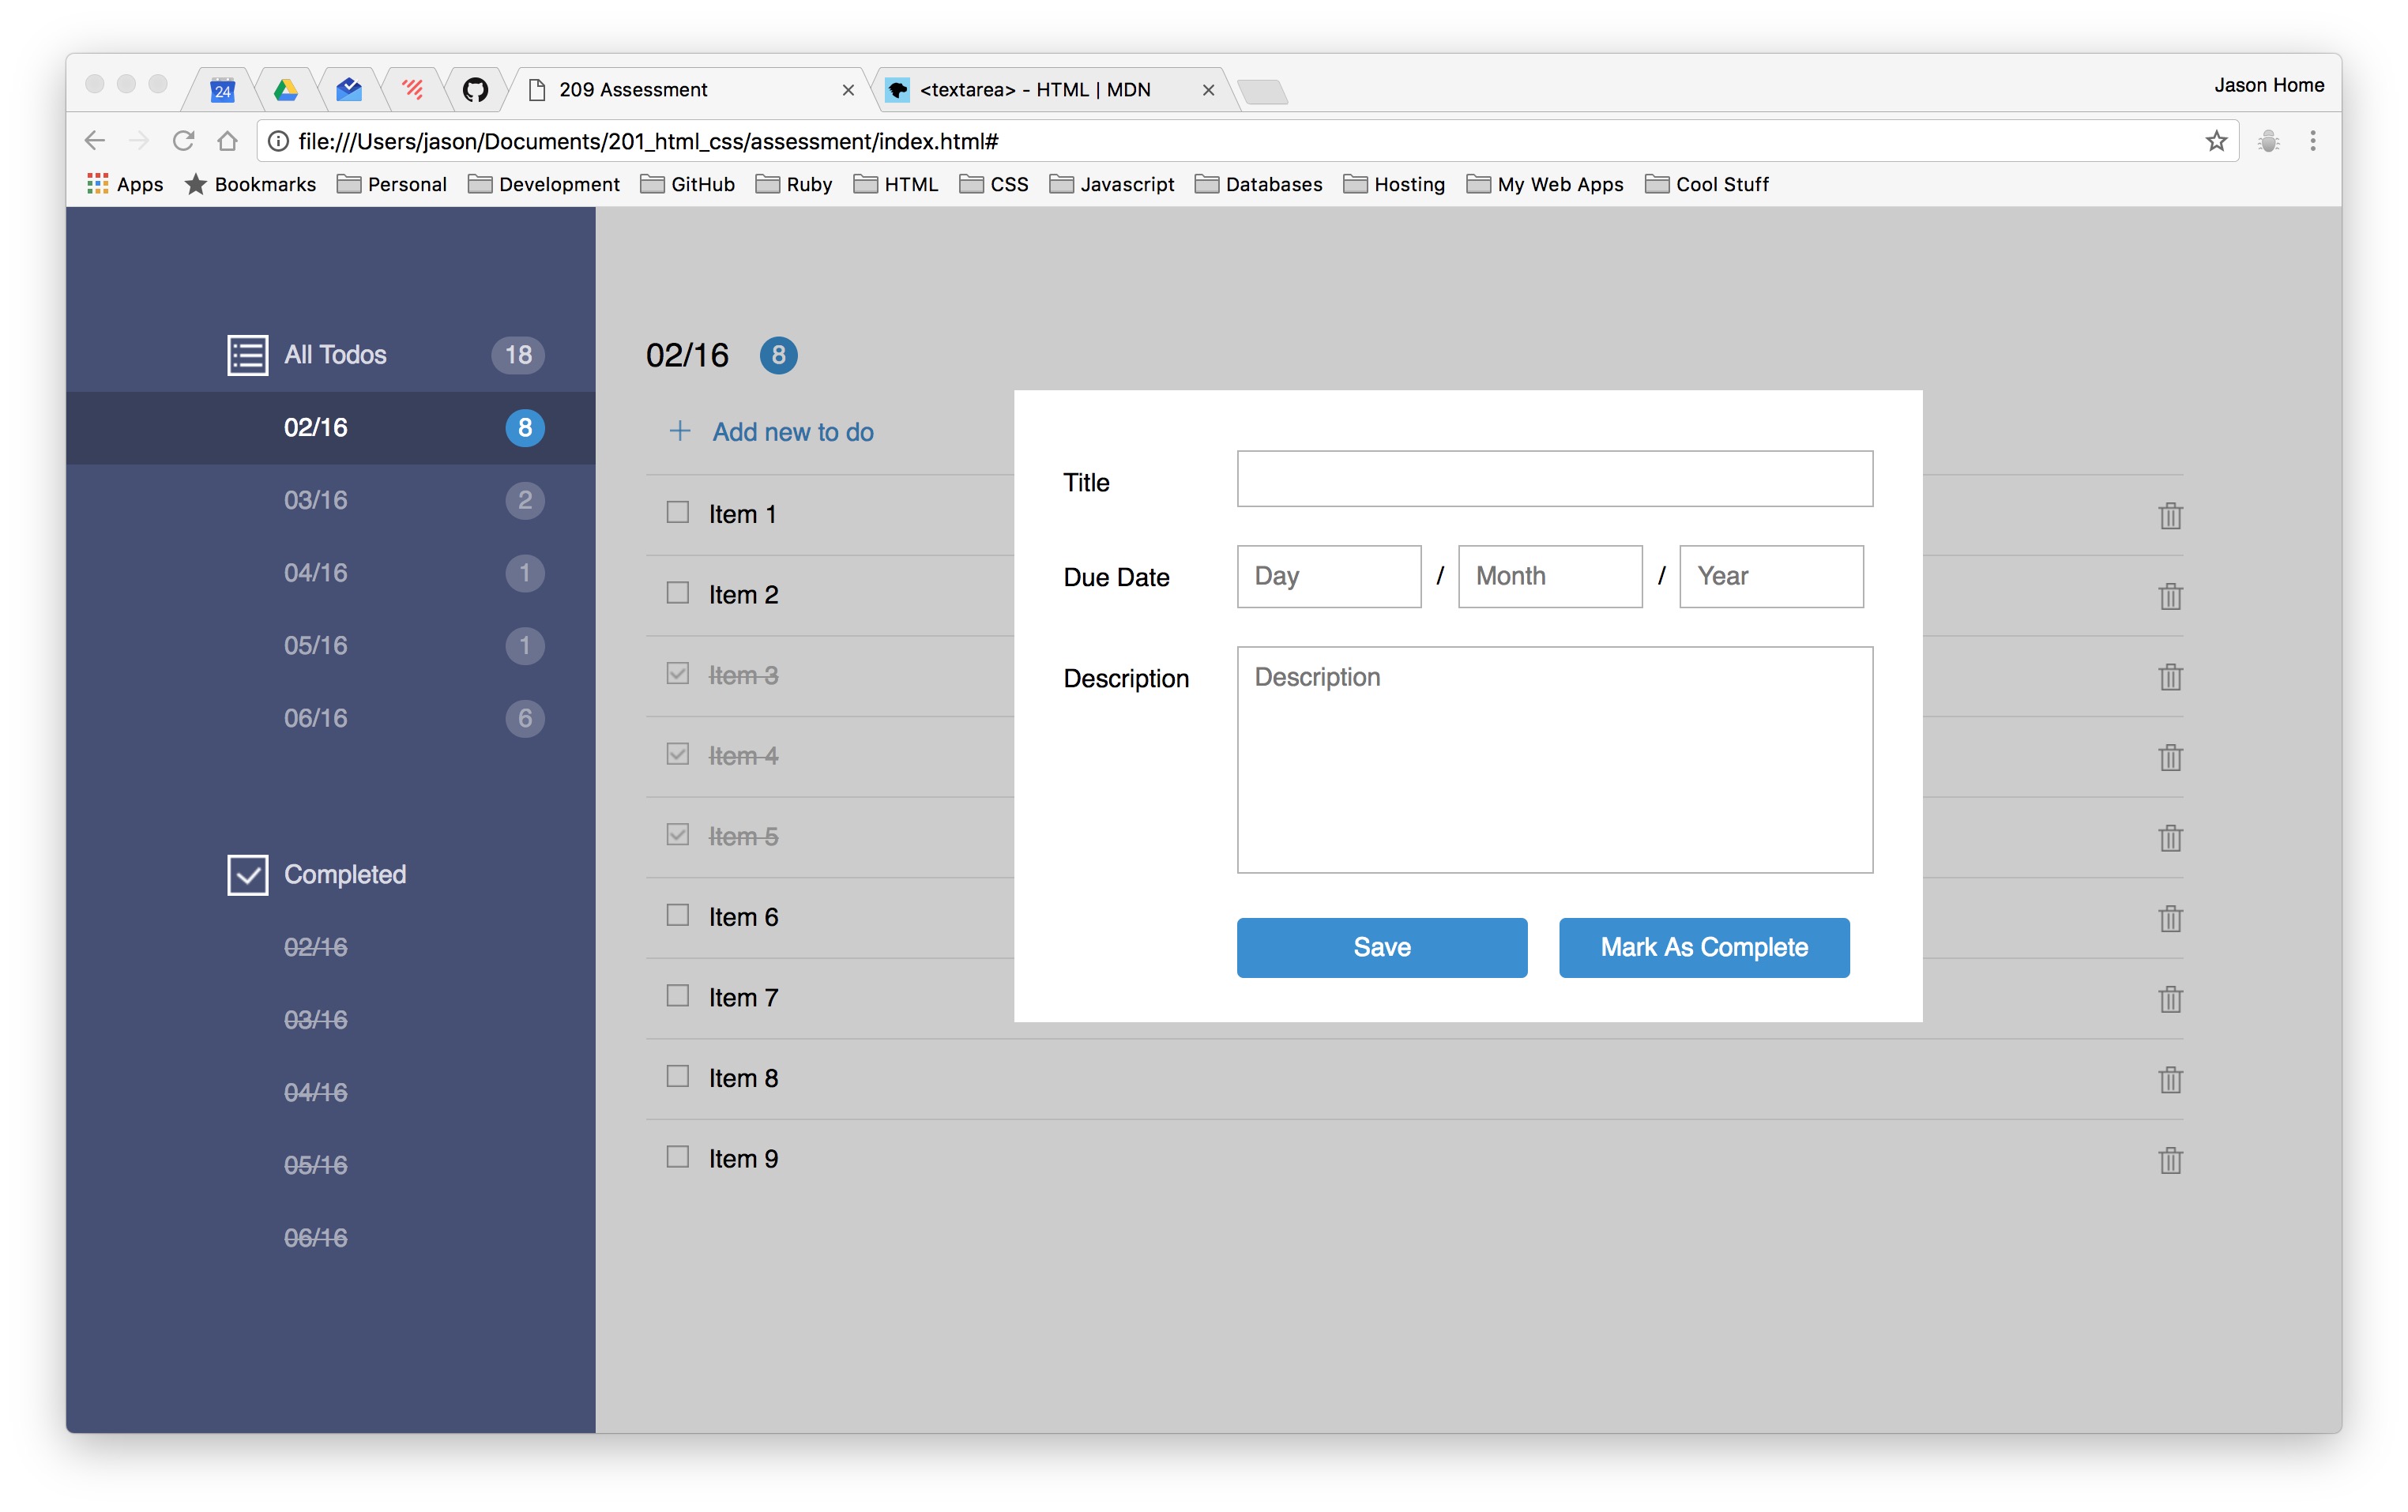 24 209 Assessment <textarea> - HTML | MDN Jason Home
file:///Users/jason/Documents/201_html_css/assessment/index.html#
Apps Bookmarks Personal Development GitHub Ruby HTML CSS Javascript Databases Hosting My Web Apps Cool Stuff
All Todos 18
02/16 8
03/16 2
04/16 1
05/16 1
06/16 6
Completed
02/16
03/16
04/16
05/16
06/16
02/16 8
+ Add new to do
Item 1
Item 2
Item 3
Item 4
Item 5
Item 6
Item 7
Item 8
Item 9
Title
Due Date Day / Month / Year
Description Description
Save Mark As Complete